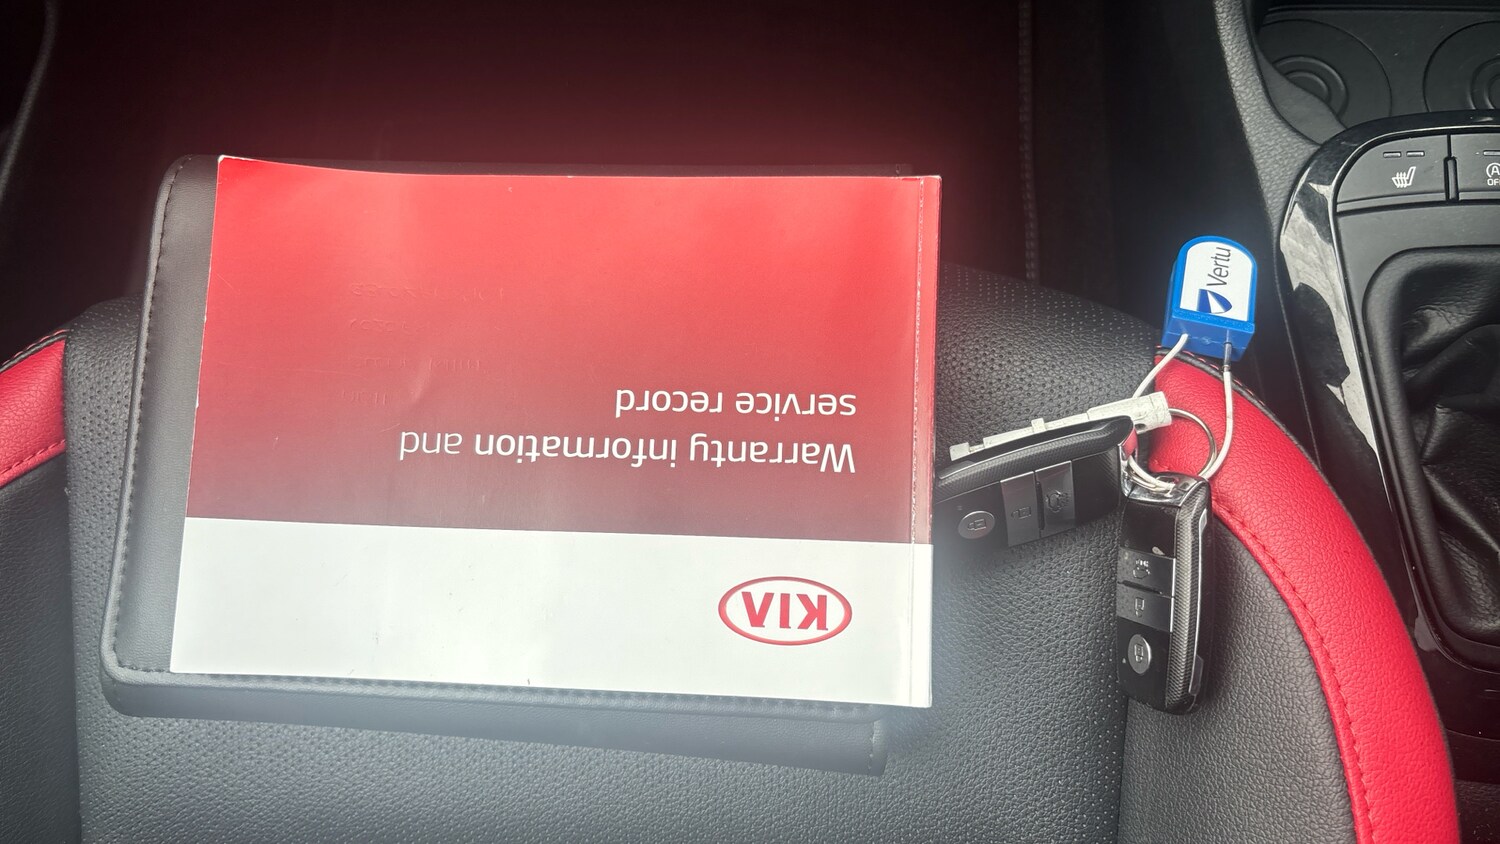 Warranty information and
service record
KIA
Vertu